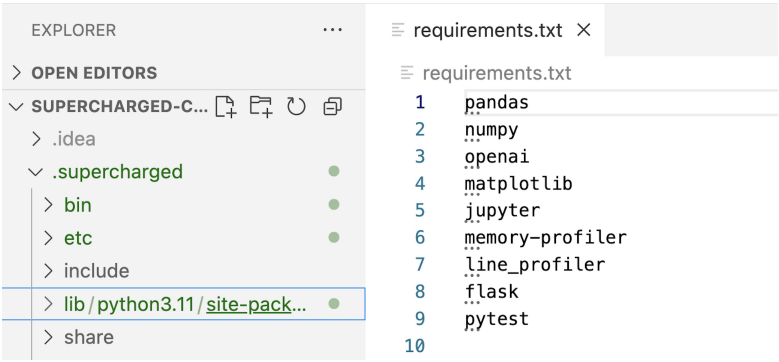 EXPLORER
OPEN EDITORS
SUPERCHARGED-C...
.idea
.supercharged
bin
etc
include
lib/python3.11/site-pack...
share
requirements.txt
requirements.txt
1 pandas
2 numpy
3 openai
4 matplotlib
5 jupyter
6 memory-profiler
7 line_profiler
8 flask
9 pytest
10